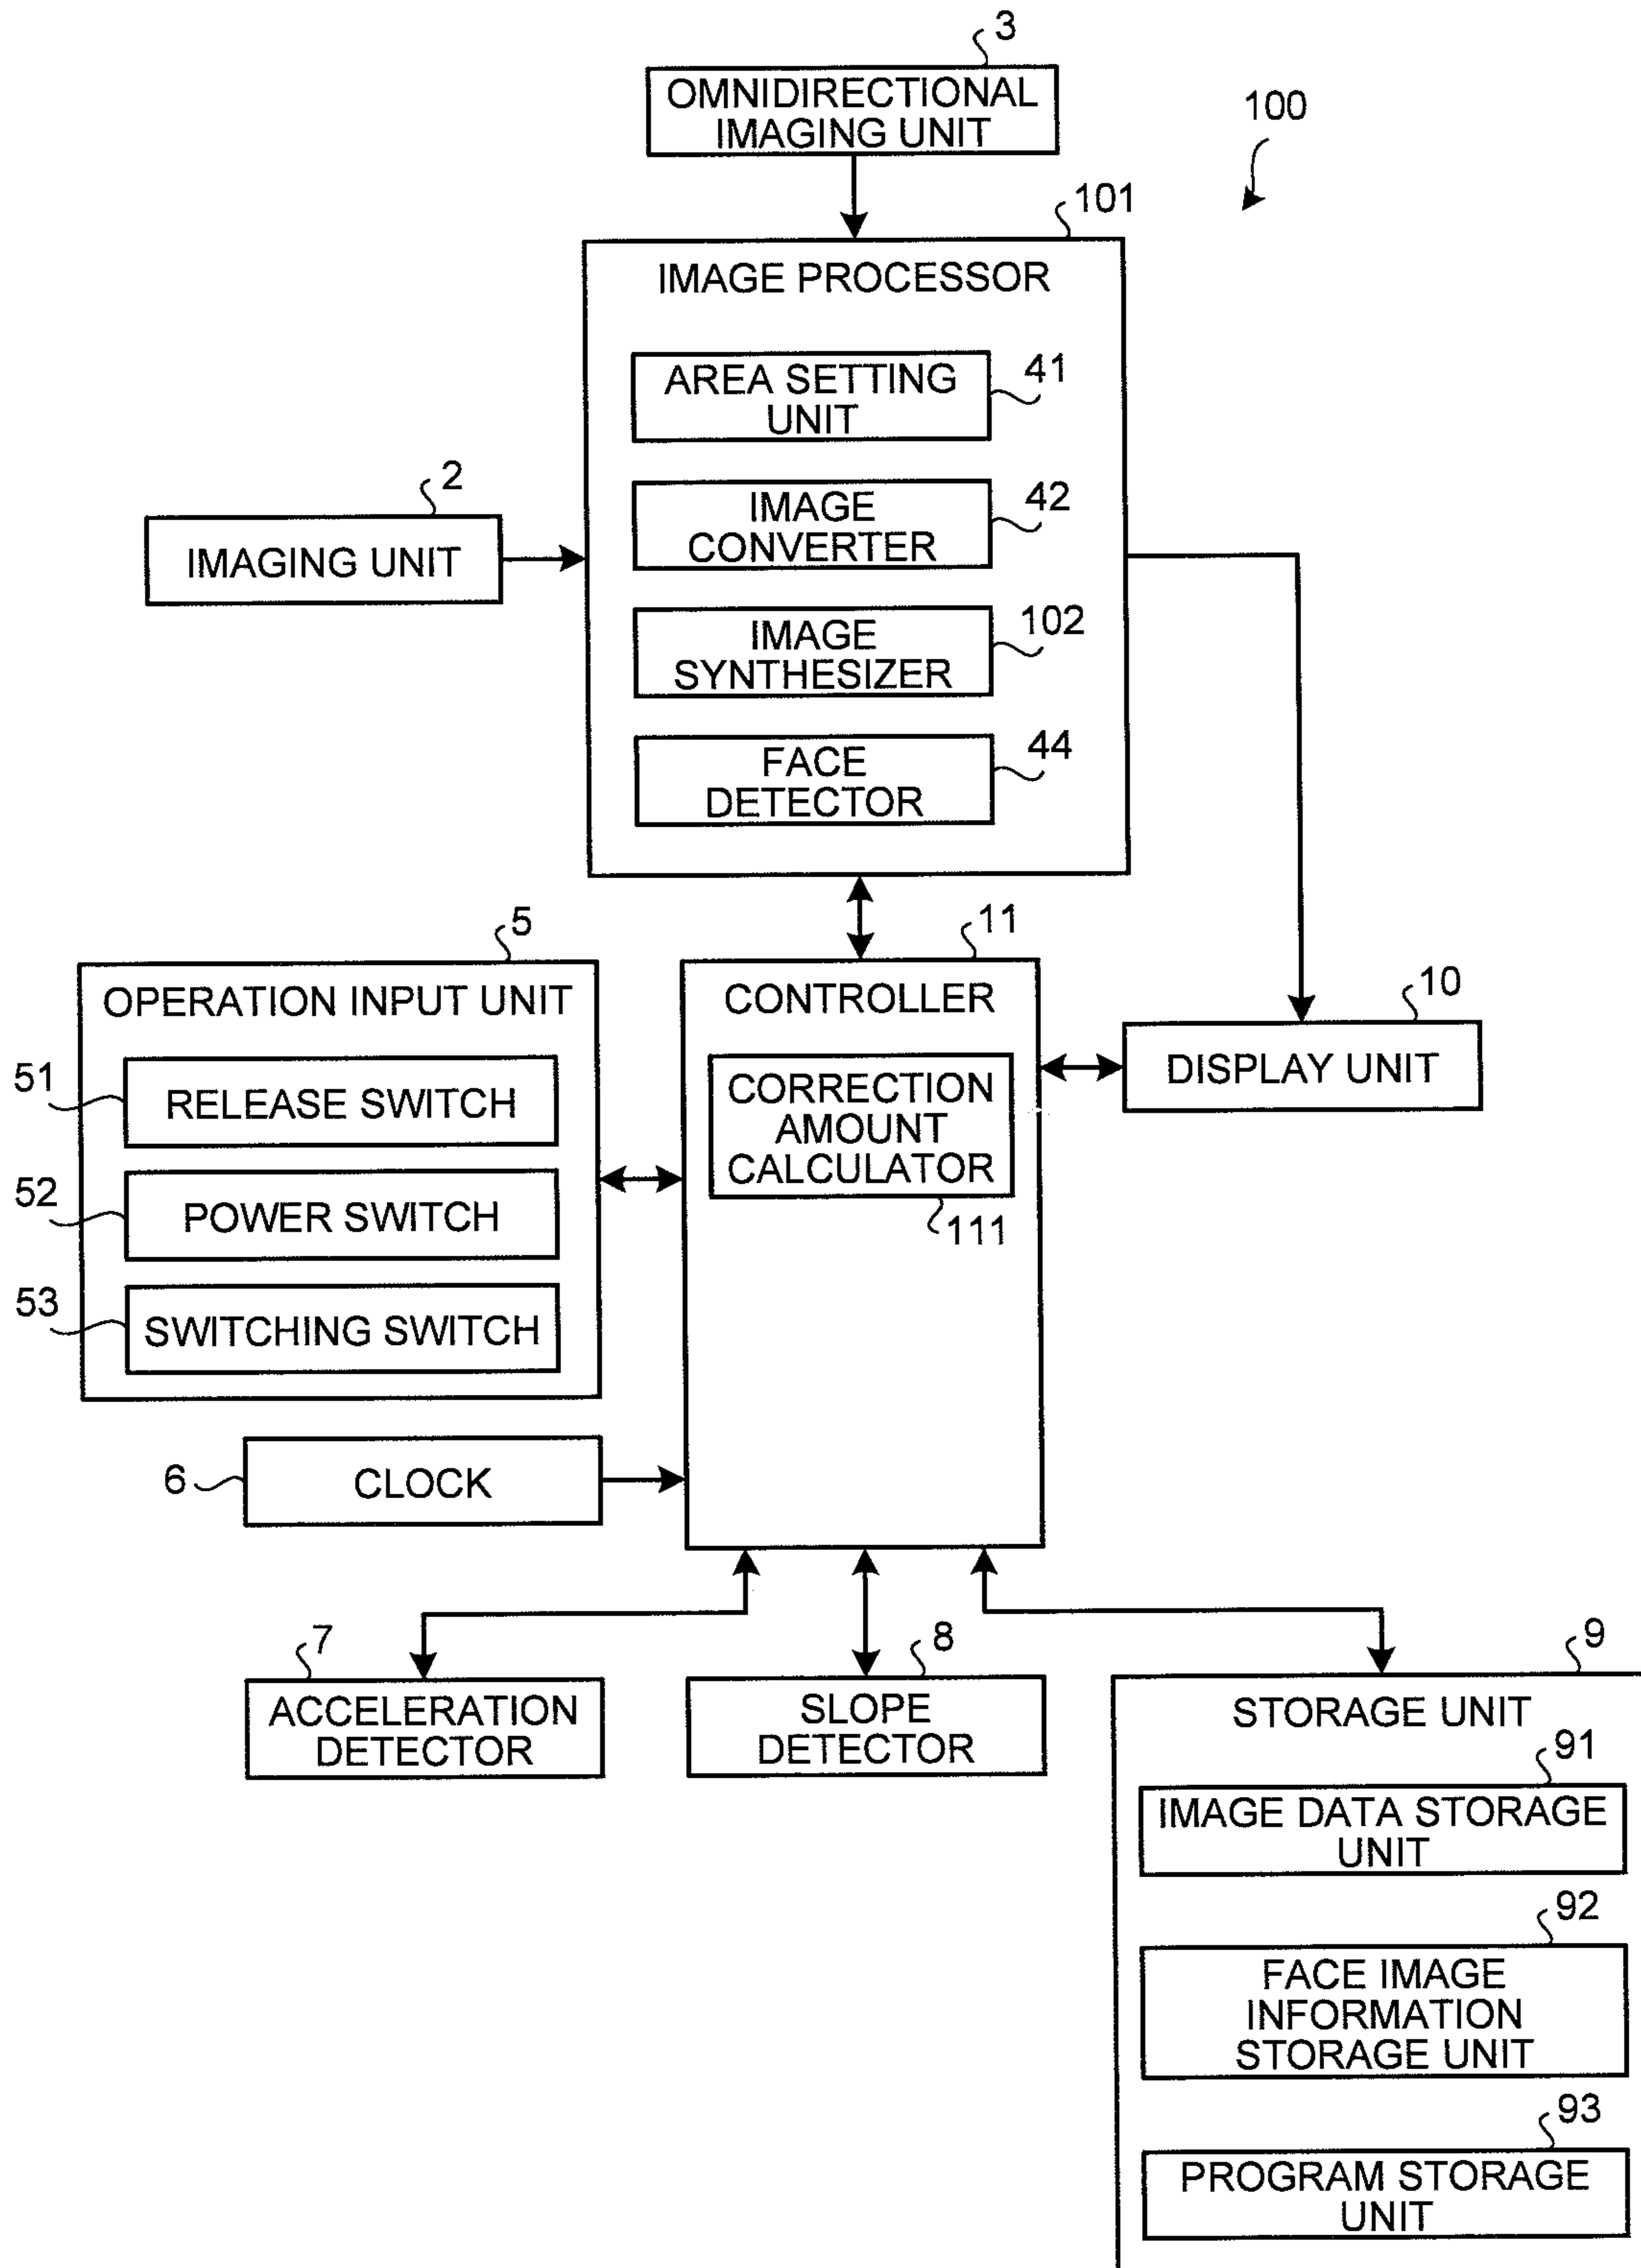 3
OMNIDIRECTIONAL
IMAGING UNIT
100
101
IMAGE PROCESSOR
AREA SETTING
UNIT
41
2
IMAGING UNIT
IMAGE
CONVERTER
42
IMAGE
SYNTHESIZER
102
FACE
DETECTOR
44
5
OPERATION INPUT UNIT
51
RELEASE SWITCH
52
POWER SWITCH
53
SWITCHING SWITCH
11
CONTROLLER
CORRECTION
AMOUNT
CALCULATOR
111
10
DISPLAY UNIT
6
CLOCK
7
ACCELERATION
DETECTOR
8
SLOPE
DETECTOR
9
STORAGE UNIT
91
IMAGE DATA STORAGE
UNIT
92
FACE IMAGE
INFORMATION
STORAGE UNIT
93
PROGRAM STORAGE
UNIT